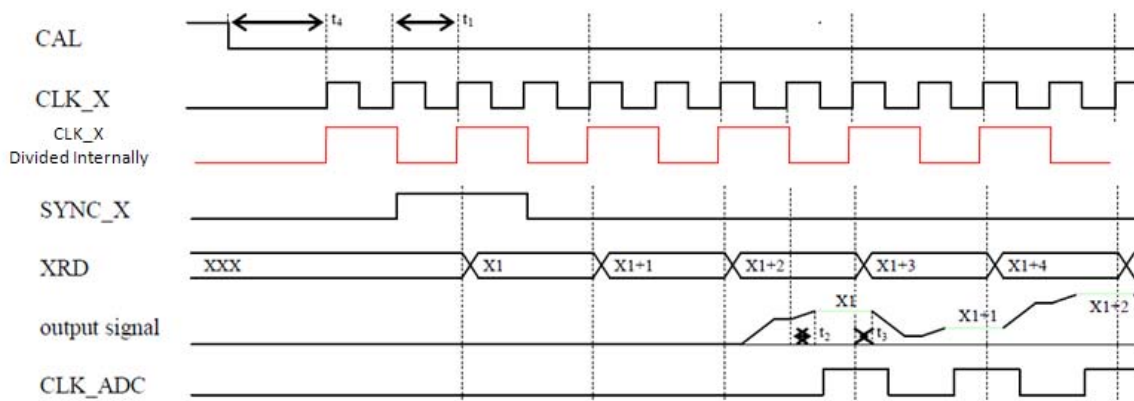 t4 t1
CAL
CLK_X
CLK_X
Divided Internally
SYNC_X
XRD XXX X1 X1+1 X1+2 X1+3 X1+4
output signal t2 X1 t3 X1+1 X1+2
CLK_ADC